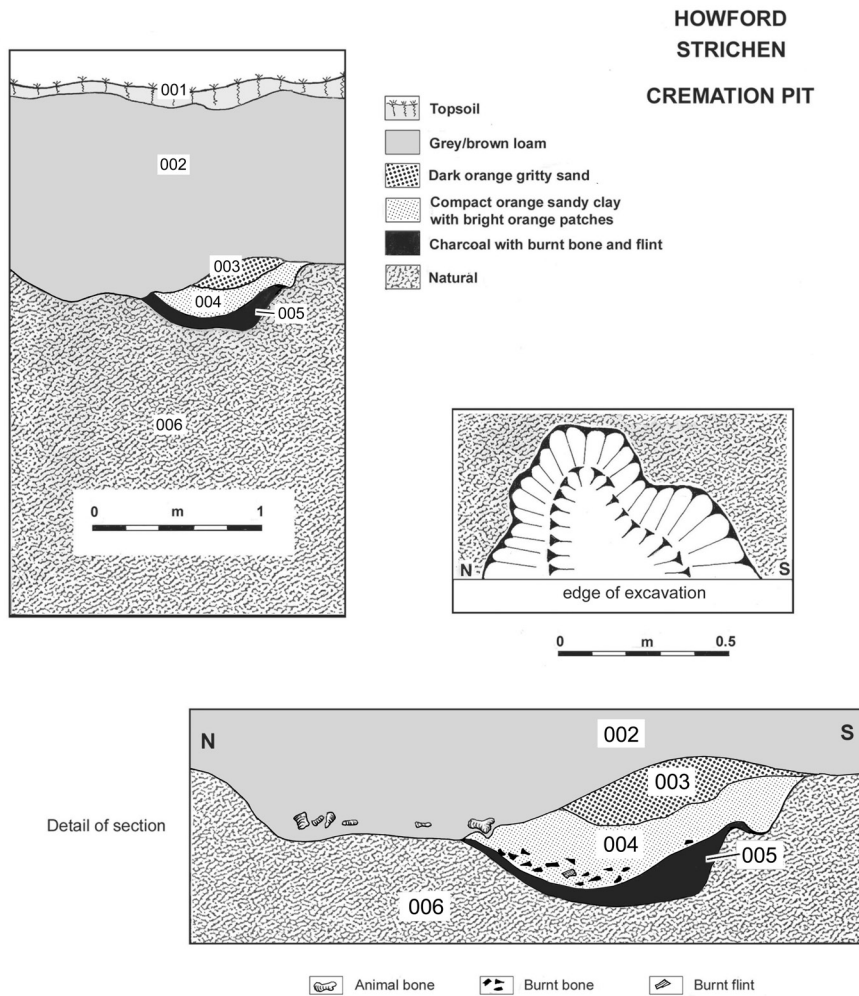 HOWFORD
STRICHEN
CREMATION PIT
001
002
003
004
005
006
0 m 1
Topsoil
Grey/brown loam
Dark orange gritty sand
Compact orange sandy clay
with bright orange patches
Charcoal with burnt bone and flint
Natural
N S
edge of excavation
0 m 0.5
Detail of section
N S
002
003
004
005
006
Animal bone
Burnt bone
Burnt flint